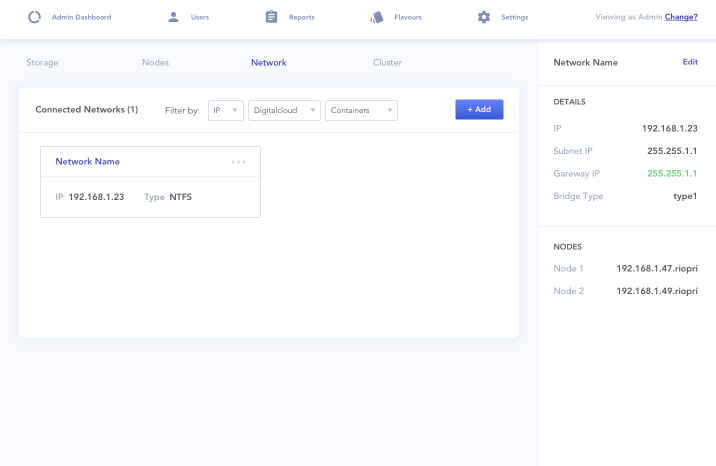 Admin Dashboard Users Reports Flavours Settings Viewing as Admin Change?
Storage Nodes Network Cluster
Connected Networks (1) Filter by: IP Digitalcloud Containers + Add
Network Name
IP 192.168.1.23 Type NTFS
Network Name Edit
DETAILS
IP 192.168.1.23
Subnet IP 255.255.1.1
Gareway IP 255.255.1.1
Bridge Type type1
NODES
Node 1 192.168.1.47.riopri
Node 2 192.168.1.49.riopri